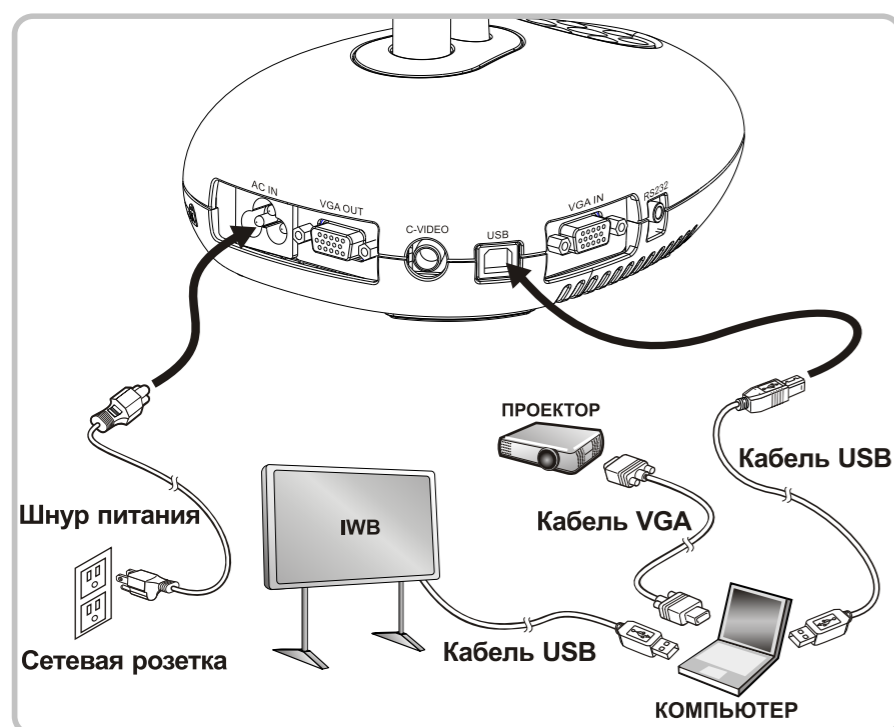 AC IN
VGA OUT
C-VIDEO
USB
VGA IN
RS232
ПРОЕКТОР
Кабель USB
Шнур питания
IWB
Кабель VGA
Сетевая розетка
Кабель USB
КОМПЬЮТЕР